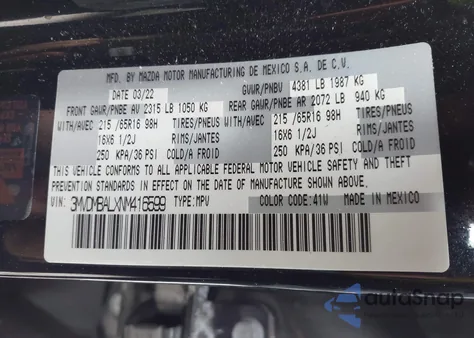 MFD. BY MAZDA MOTOR MANUFACTURING DE MEXICO S.A. DE C.V.
DATE 03/22 GVWR/PNBV 4381 LB 1987 KG
FRONT GAWR/PNBE AV 2315 LB 1050 KG REAR GAWR/PNBE AR 2072 LB 940 KG
WITH/AVEC 215 /65R16 98H TIRES/PNEUS WITH/AVEC 215 /65R16 98H TIRES/PNEUS
16X6 1/2J RIMS/JANTES 16X6 1/2J RIMS/JANTES
250 KPA/36 PSI COLD/A FROID 250 KPA/36 PSI COLD/A FROID
THIS VEHICLE CONFORMS TO ALL APPLICABLE FEDERAL MOTOR VEHICLE SAFETY AND THEFT
PREVENTION STANDARDS IN EFFECT ON THE DATE OF MANUFACTURE SHOWN ABOVE.
VIN: 3MVDMBALXNM416599 TYPE:MPV COLOR CODE:41W MADE IN MEXICO
autoSnap